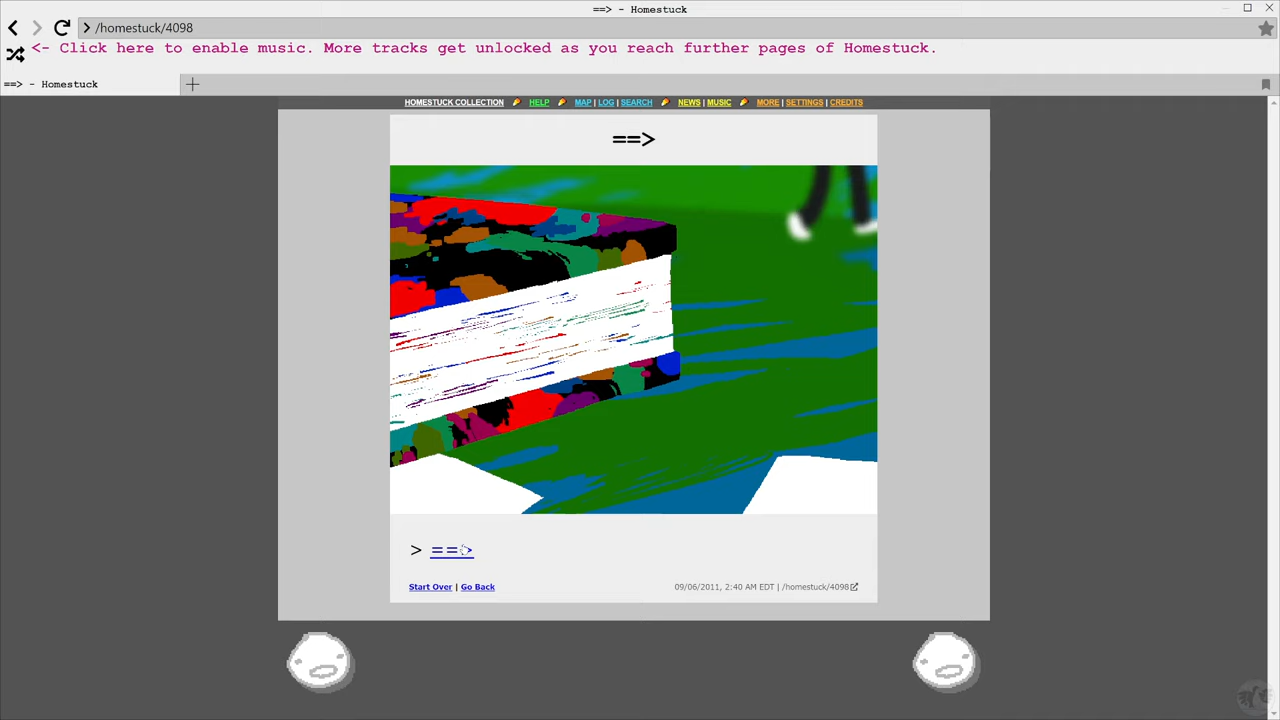 ==> - Homestuck
/homestuck/4098
<- Click here to enable music. More tracks get unlocked as you reach further pages of Homestuck.
==> - Homestuck
HOMESTUCK COLLECTION HELP MAP | LOG | SEARCH NEWS | MUSIC MORE | SETTINGS | CREDITS
==>
> ==>
Start Over | Go Back 09/06/2011, 2:40 AM EDT | /homestuck/4098